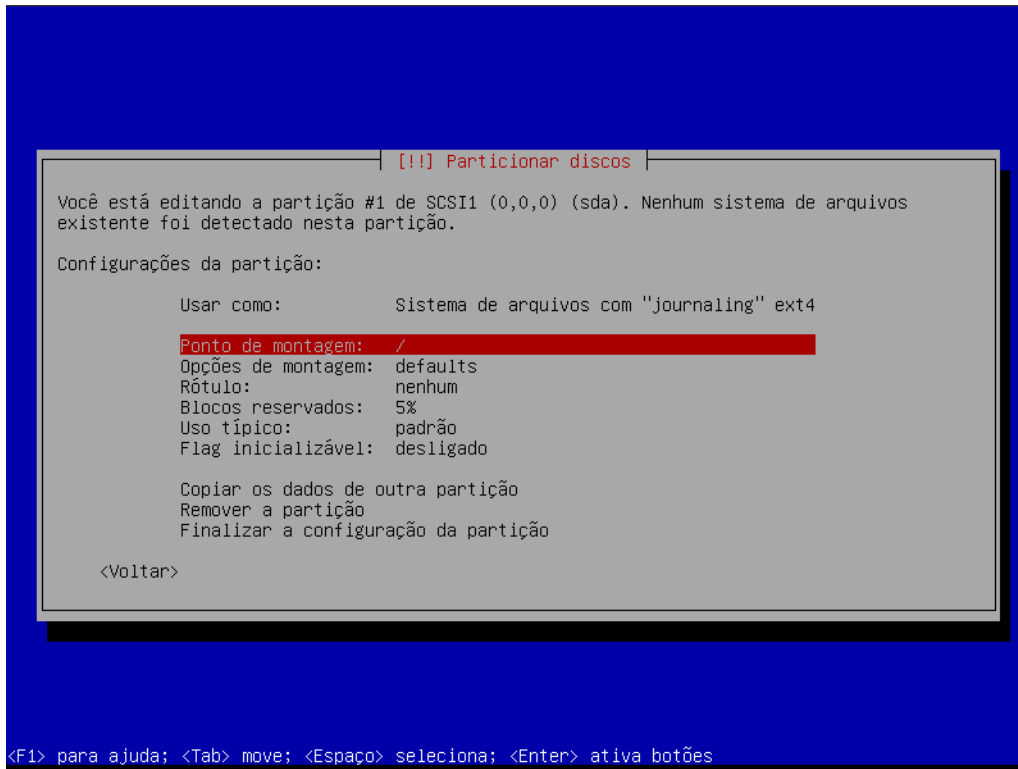 [!!] Particionar discos
Você está editando a partição #1 de SCSI1 (0,0,0) (sda). Nenhum sistema de arquivos
existente foi detectado nesta partição.
Configurações da partição:
Usar como: Sistema de arquivos com "journaling" ext4
Ponto de montagem: /
Opções de montagem: defaults
Rótulo: nenhum
Blocos reservados: 5%
Uso típico: padrão
Flag inicializável: desligado
Copiar os dados de outra partição
Remover a partição
Finalizar a configuração da partição
<Voltar>
<F1> para ajuda; <Tab> move; <Espaço> seleciona; <Enter> ativa botões